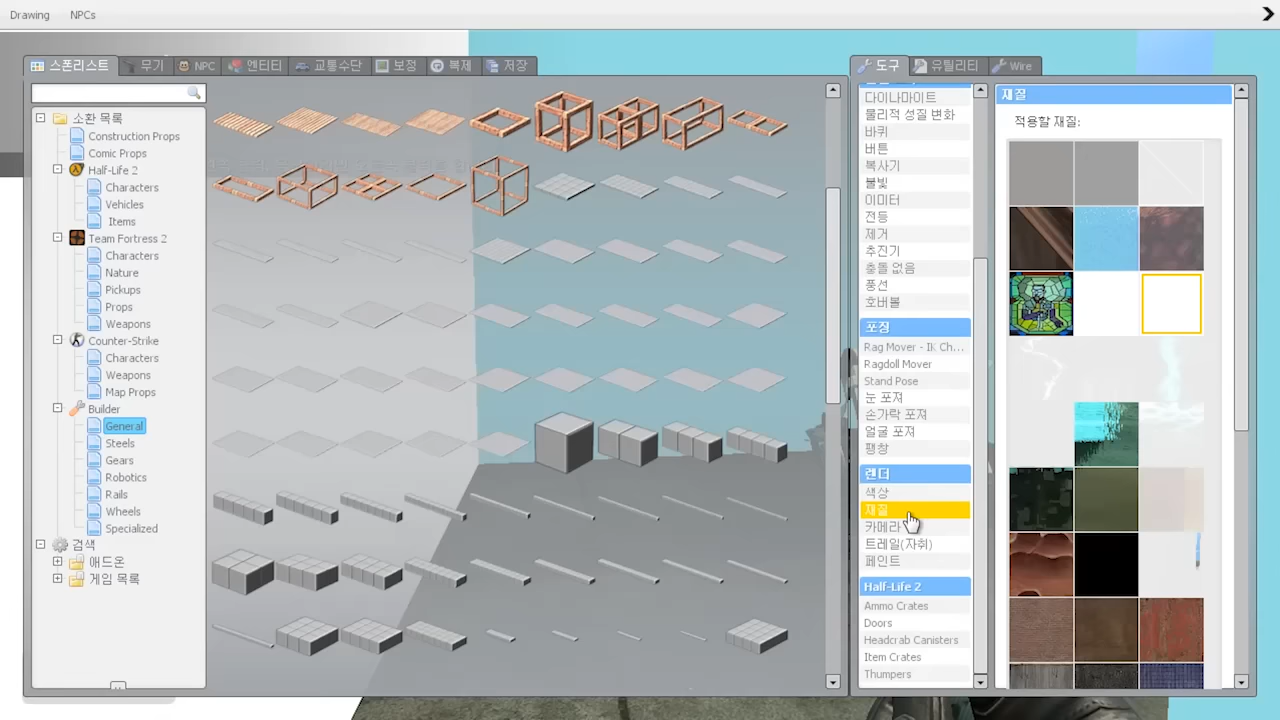 Drawing NPCs
스폰리스트 무기 NPC 엔티티 교통수단 보정 복제 저장
소환 목록
Construction Props
Comic Props
Half-Life 2
Characters
Vehicles
Items
Team Fortress 2
Characters
Nature
Pickups
Props
Weapons
Counter-Strike
Characters
Weapons
Map Props
Builder
General
Steels
Gears
Robotics
Rails
Wheels
Specialized
검색
애드온
게임 목록
도구 유틸리티 Wire
다이나마이트
물리적 성질 변화
바퀴
버튼
복사기
불빛
이미터
전등
제거
추진기
충돌 없음
풍선
호버볼
포징
Rag Mover - IK Ch...
Ragdoll Mover
Stand Pose
눈 포져
손가락 포져
얼굴 포져
팽창
렌더
색상
재질
카메라
트레일(자취)
페인트
Half-Life 2
Ammo Crates
Doors
Headcrab Canisters
Item Crates
Thumpers
재질
적용할 재질: